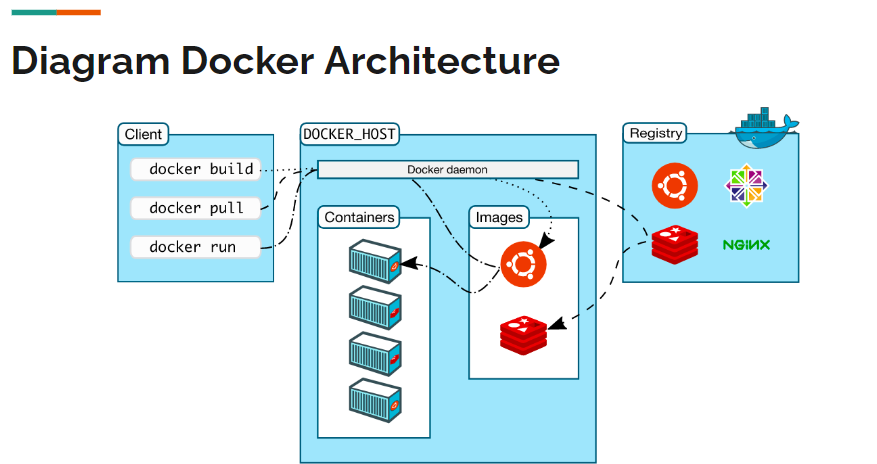 Diagram Docker Architecture
Client
docker build
docker pull
docker run
DOCKER_HOST
Docker daemon
Containers
Images
Registry
NGINX